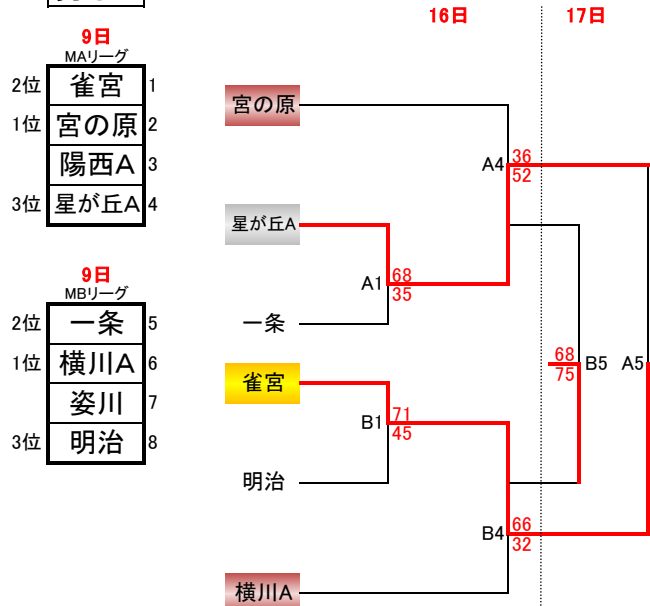 16日 17日
9日
MAリーグ
2位 雀宮 1
1位 宮の原 2
陽西A 3
3位 星が丘A 4
9日
MBリーグ
2位 一条 5
1位 横川A 6
姿川 7
3位 明治 8
宮の原
A4 36
52
星が丘A
A1 68
35
一条
68 B5 A5
75
雀宮
B1 71
45
明治
B4 66
32
横川A